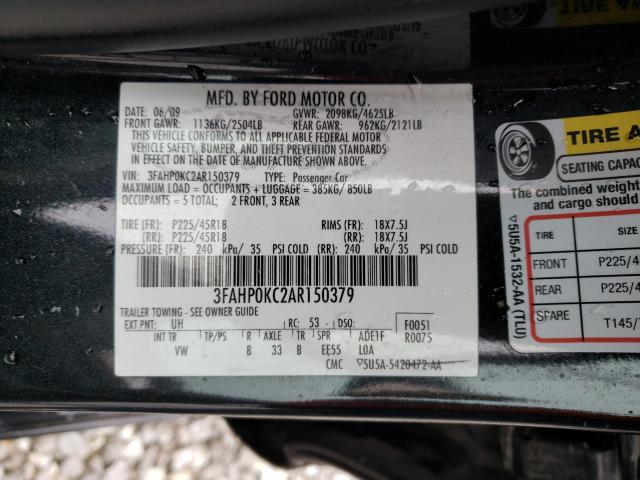 MFD. BY FORD MOTOR CO.
DATE: 06/09 GVWR: 2098KG/4625LB
FRONT GAWR: 1136KG/2504LB REAR GAWR: 962KG/2121LB
THIS VEHICLE CONFORMS TO ALL APPLICABLE FEDERAL MOTOR
VEHICLE SAFETY, BUMPER, AND THEFT PREVENTION STANDARDS
IN EFFECT ON THE DATE OF MANUFACTURE SHOWN ABOVE.
VIN: 3FAHP0KC2AR150379 TYPE: Passenger Car
MAXIMUM LOAD = OCCUPANTS + LUGGAGE = 385KG/ 850LB
OCCUPANTS = 5 TOTAL: 2 FRONT, 3 REAR
TIRE (FR): P225/45R18 RIMS (FR): 18X7.5J
(RR): P225/45R18 (RR): 18X7.5J
PRESSURE (FR): 240 kPa/ 35 PSI COLD (RR): 240 kPa/ 35 PSI COLD
3FAHP0KC2AR150379
TRAILER TOWING - SEE OWNER GUIDE
EXT PNT: UH RC: 53 DSO: F0051
INT TR TP/PS R AXLE TR SPR ADE1F R0075
VW B 33 B EE55 L0A
CMC ▽5U5A-5420472-AA
TIRE A
SEATING CAPACITY
The combined weight
and cargo should
TIRE SIZE
FRONT P225/4
REAR P225/4
SPARE T145/
▽5U5A-1532-AA (TLU)